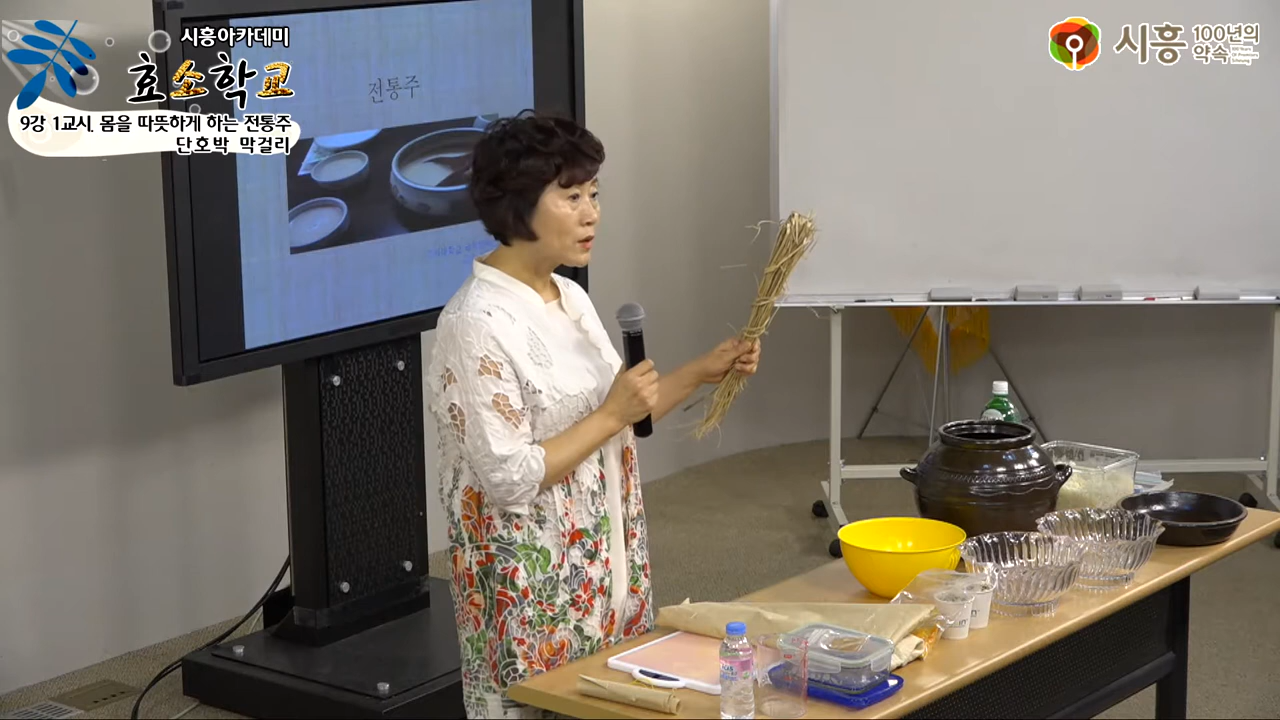 시흥아카데미
효소학교
9강 1교시. 몸을 따뜻하게 하는 전통주
단호박 막걸리
전통주
시흥
100년의
약속